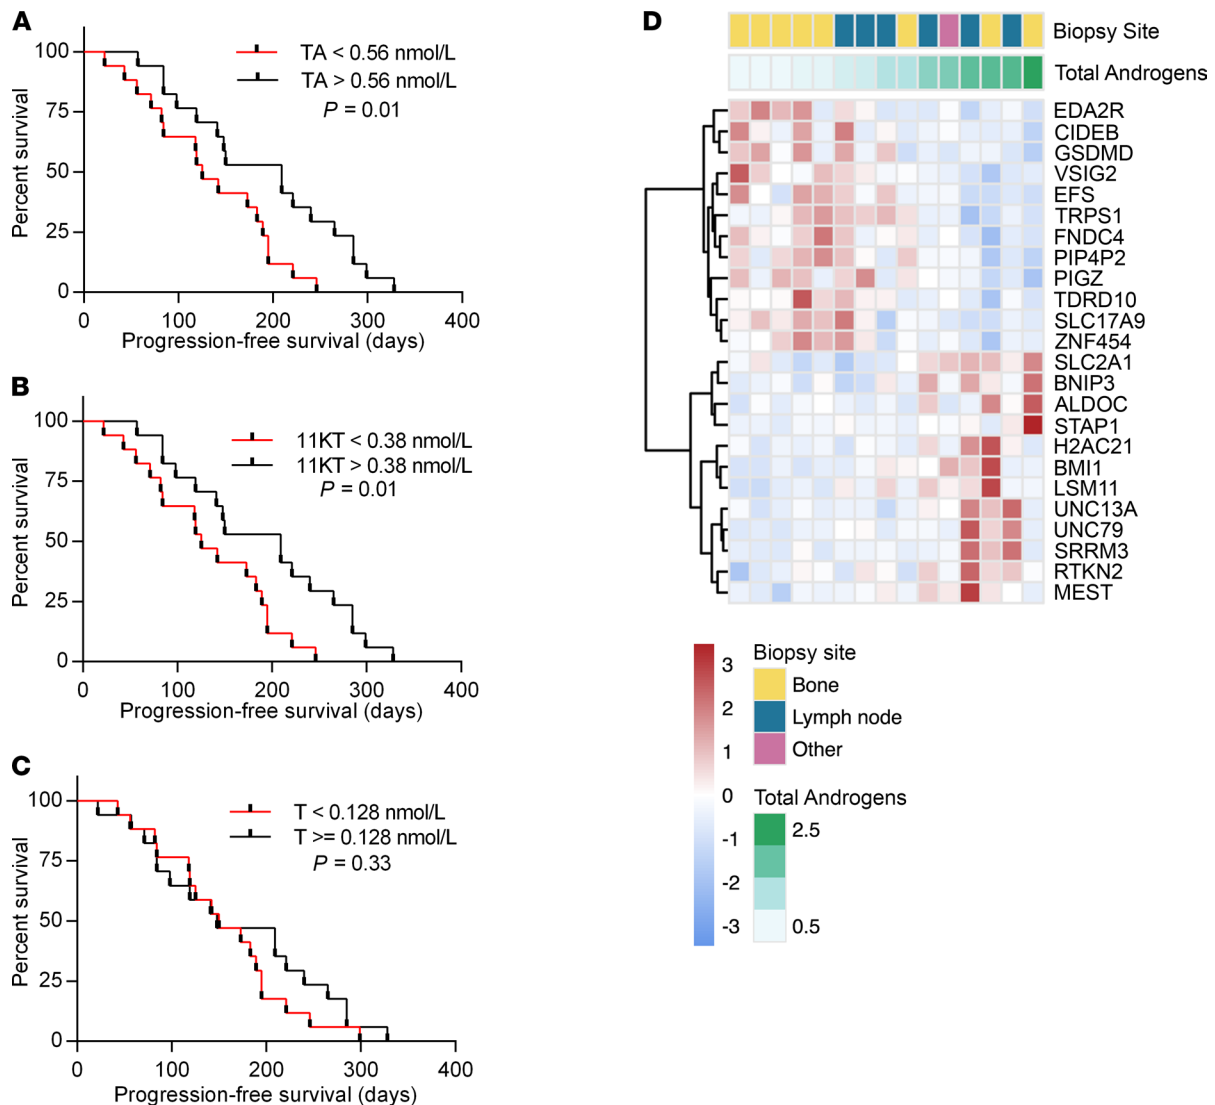 A
100
75
50
25
0
Percent survival
TA < 0.56 nmol/L
TA > 0.56 nmol/L
P = 0.01
0 100 200 300 400
Progression-free survival (days)
B
100
75
50
25
0
Percent survival
11KT < 0.38 nmol/L
11KT > 0.38 nmol/L
P = 0.01
0 100 200 300 400
Progression-free survival (days)
C
100
75
50
25
0
Percent survival
T < 0.128 nmol/L
T >= 0.128 nmol/L
P = 0.33
0 100 200 300 400
Progression-free survival (days)
D
Biopsy Site
Total Androgens
EDA2R
CIDEB
GSDMD
VSIG2
EFS
TRPS1
FNDC4
PIP4P2
PIGZ
TDRD10
SLC17A9
ZNF454
SLC2A1
BNIP3
ALDOC
STAP1
H2AC21
BMI1
LSM11
UNC13A
UNC79
SRRM3
RTKN2
MEST
3
2
1
0
-1
-2
-3
Biopsy site
Bone
Lymph node
Other
Total Androgens
2.5
0.5